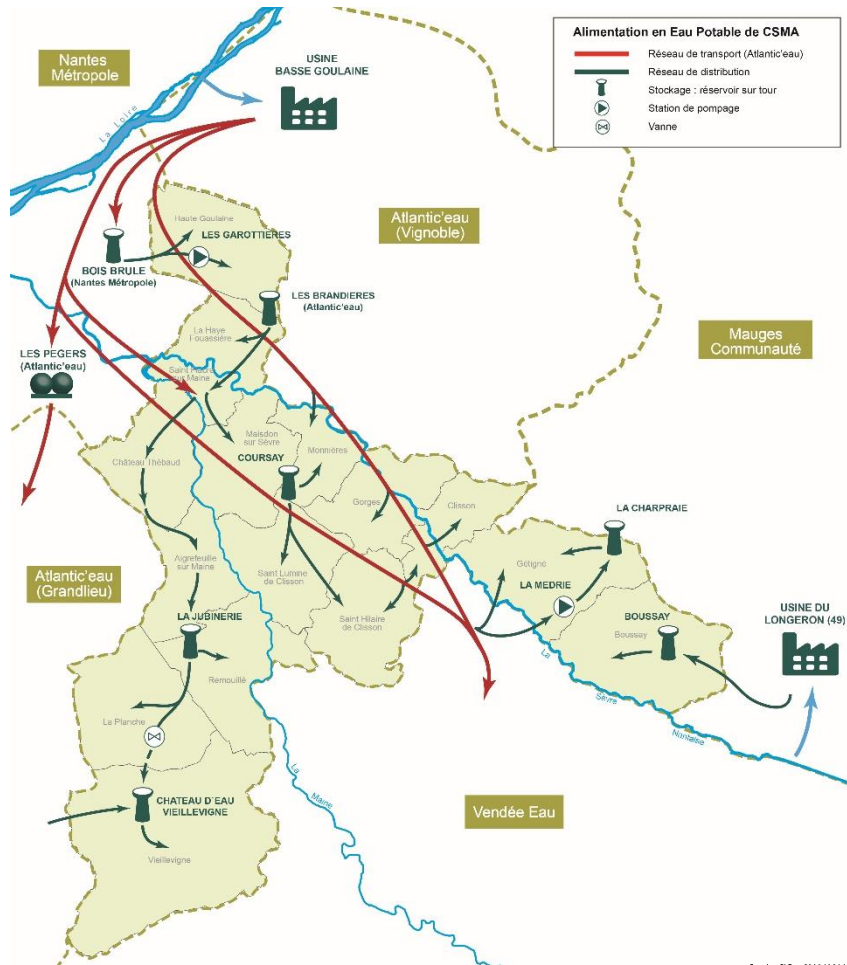 Alimentation en Eau Potable de CSMA
Réseau de transport (Atlantic'eau)
Réseau de distribution
Stockage : réservoir sur tour
Station de pompage
Vanne
Nantes
Métropole
USINE
BASSE GOULAINE
La Loire
Haute Goulaine
LES GAROTTIERES
Atlantic'eau
(Vignoble)
BOIS BRULE
(Nantes Métropole)
LES BRANDIERES
(Atlantic'eau)
La Haye
Fouassière
Mauges
Communauté
LES PEGERS
(Atlantic'eau)
Saint Fiacre
sur Maine
Maisdon
sur Sèvre
Monnières
COURSAY
Château Thébaud
Gorges
Clisson
LA CHARPRAIE
Aigrefeuille
sur Maine
Saint Lumine
de Clisson
Gétigné
LA MEDRIE
Atlantic'eau
(Grandlieu)
Saint Hilaire
de Clisson
BOUSSAY
Boussay
USINE DU
LONGERON (49)
LA JUBINERIE
Remouillé
La Sèvre Nantaise
La Planche
La Maine
CHATEAU D'EAU
VIEILLEVIGNE
Vendée Eau
Vieillevigne